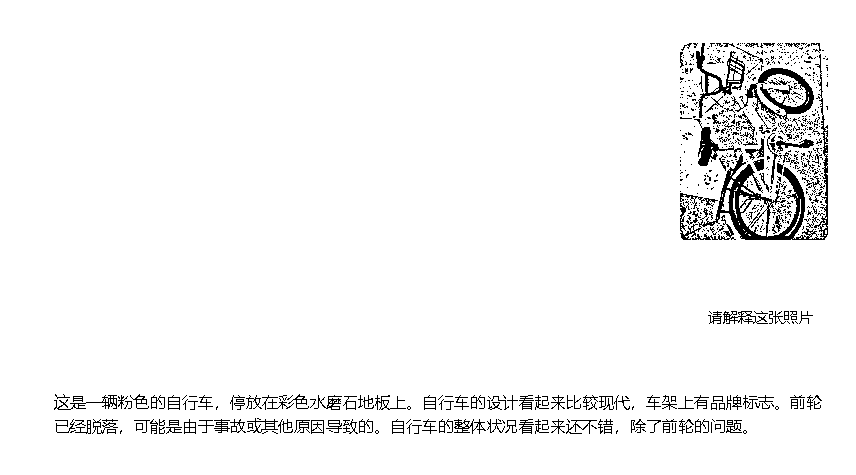 请解释这张照片
这是一辆粉色的自行车，停放在彩色水磨石地板上。自行车的设计看起来比较现代，车架上有品牌标志。前轮
已经脱落，可能是由于事故或其他原因导致的。自行车的整体状况看起来还不错，除了前轮的问题。